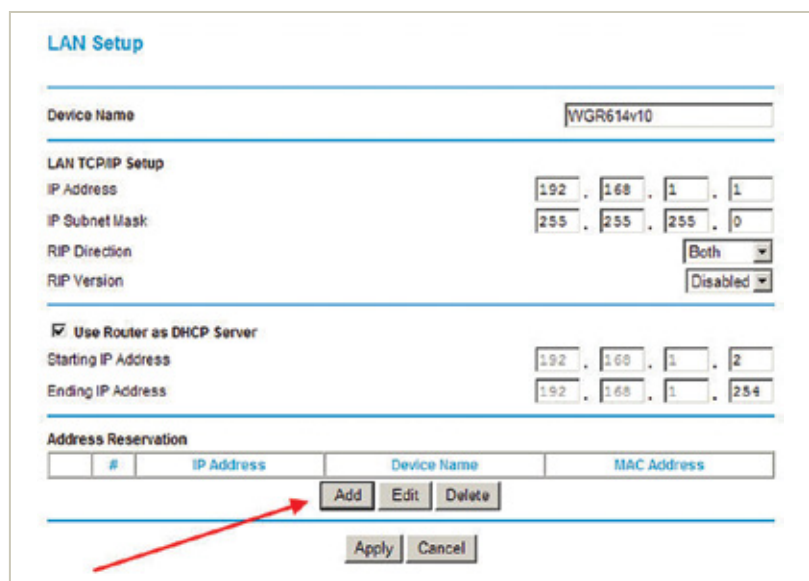 LAN Setup
Device Name WGR614v10
LAN TCP/IP Setup
IP Address 192 . 168 . 1 . 1
IP Subnet Mask 255 . 255 . 255 . 0
RIP Direction Both
RIP Version Disabled
Use Router as DHCP Server
Starting IP Address 192 . 168 . 1 . 2
Ending IP Address 192 . 168 . 1 . 254
Address Reservation
# IP Address Device Name MAC Address
Add Edit Delete
Apply Cancel